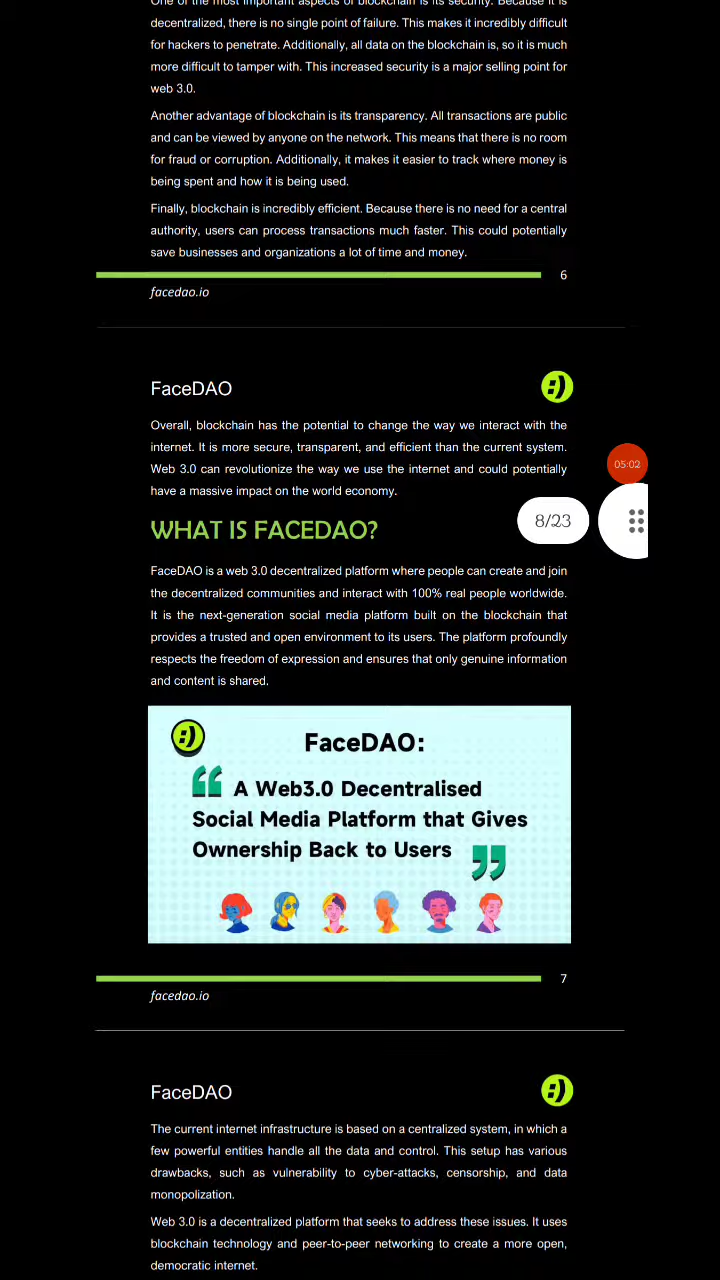 One of the most important aspects of blockchain is its security. Because it is
decentralized, there is no single point of failure. This makes it incredibly difficult
for hackers to penetrate. Additionally, all data on the blockchain is, so it is much
more difficult to tamper with. This increased security is a major selling point for
web 3.0.
Another advantage of blockchain is its transparency. All transactions are public
and can be viewed by anyone on the network. This means that there is no room
for fraud or corruption. Additionally, it makes it easier to track where money is
being spent and how it is being used.
Finally, blockchain is incredibly efficient. Because there is no need for a central
authority, users can process transactions much faster. This could potentially
save businesses and organizations a lot of time and money.
6
facedao.io
FaceDAO
:)
Overall, blockchain has the potential to change the way we interact with the
internet. It is more secure, transparent, and efficient than the current system.
Web 3.0 can revolutionize the way we use the internet and could potentially
have a massive impact on the world economy.
05:02
8/23
WHAT IS FACEDAO?
FaceDAO is a web 3.0 decentralized platform where people can create and join
the decentralized communities and interact with 100% real people worldwide.
It is the next-generation social media platform built on the blockchain that
provides a trusted and open environment to its users. The platform profoundly
respects the freedom of expression and ensures that only genuine information
and content is shared.
:)
FaceDAO:
“ A Web3.0 Decentralised
Social Media Platform that Gives
Ownership Back to Users ”
7
facedao.io
FaceDAO
:)
The current internet infrastructure is based on a centralized system, in which a
few powerful entities handle all the data and control. This setup has various
drawbacks, such as vulnerability to cyber-attacks, censorship, and data
monopolization.
Web 3.0 is a decentralized platform that seeks to address these issues. It uses
blockchain technology and peer-to-peer networking to create a more open,
democratic internet.